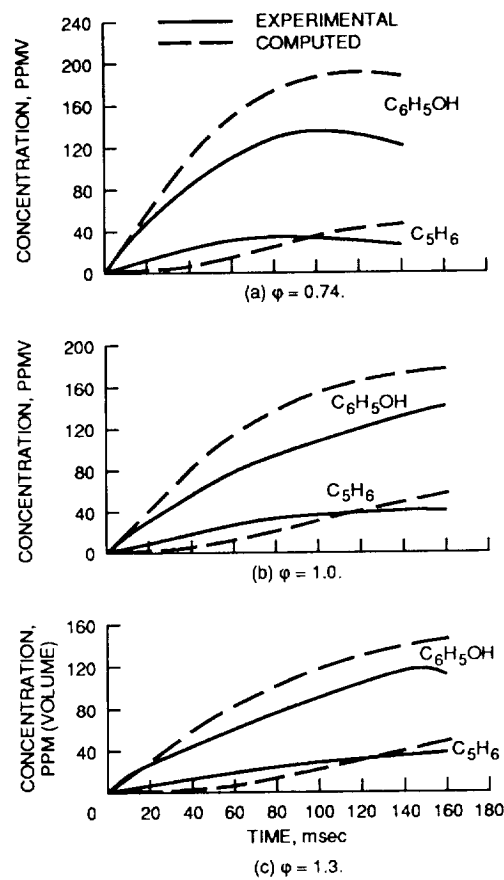 EXPERIMENTAL
COMPUTED
CONCENTRATION, PPMV
240
200
160
120
80
40
0
C₆H₅OH
C₅H₆
(a) φ = 0.74.
CONCENTRATION, PPMV
200
160
120
80
40
0
C₆H₅OH
C₅H₆
(b) φ = 1.0.
CONCENTRATION,
PPM (VOLUME)
160
120
80
40
0
C₆H₅OH
C₅H₆
20 40 60 80 100 120 140 160 180
TIME, msec
(c) φ = 1.3.